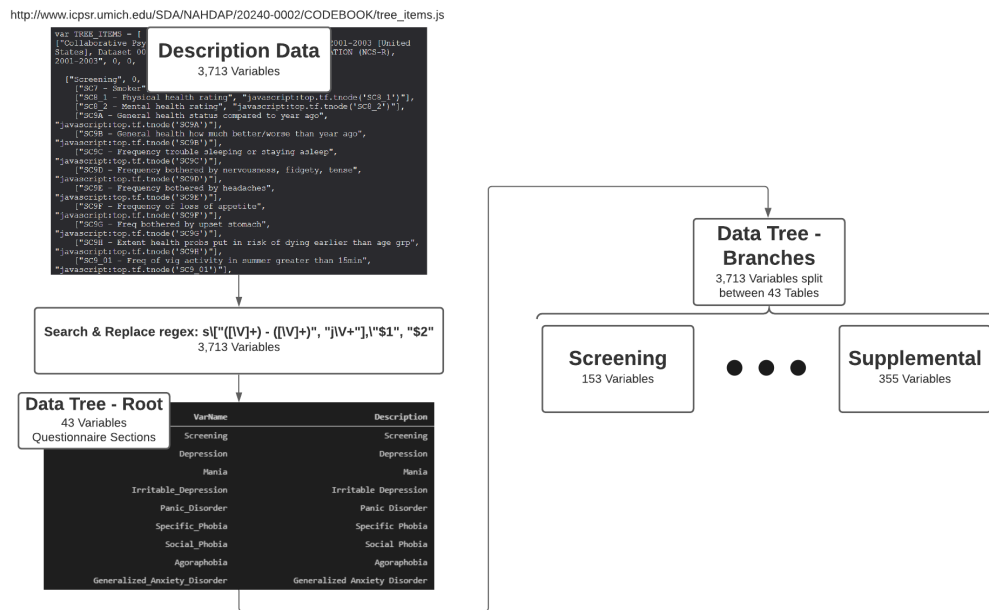 http://www.icpsr.umich.edu/SDA/NAHDAP/20240-0002/CODEBOOK/tree_items.js
var TREE_ITEMS = [
["Collaborative Psy 2001-2003 [United
States], Dataset 00 ATION (NCS-R),
2001-2003", 0, 0,
Description Data
3,713 Variables
["Screening", 0,
["SC7 - Smoker"
["SC8_1 - Physical health rating", "javascript:top.tf.tnode('SC8_1')"],
["SC8_2 - Mental health rating", "javascript:top.tf.tnode('SC8_2')"],
["SC9A - General health status compared to year ago",
"javascript:top.tf.tnode('SC9A')"],
["SC9B - General health how much better/worse than year ago",
"javascript:top.tf.tnode('SC9B')"],
["SC9C - Frequency trouble sleeping or staying asleep",
"javascript:top.tf.tnode('SC9C')"],
["SC9D - Frequency bothered by nervousness, fidgety, tense",
"javascript:top.tf.tnode('SC9D')"],
["SC9E - Frequency bothered by headaches",
"javascript:top.tf.tnode('SC9E')"],
["SC9F - Frequency of loss of appetite",
"javascript:top.tf.tnode('SC9F')"],
["SC9G - Freq bothered by upset stomach",
"javascript:top.tf.tnode('SC9G')"],
["SC9H - Extent health probs put in risk of dying earlier than age grp",
"javascript:top.tf.tnode('SC9H')"],
["SC9_01 - Freq of vig activity in summer greater than 15min",
"javascript:top.tf.tnode('SC9_01')"],
Search & Replace regex: s\["([\V]+) - ([\V]+)", "j\V+"],\"$1", "$2"
3,713 Variables
Data Tree - Root
43 Variables
Questionnaire Sections
VarName Description
Screening Screening
Depression Depression
Mania Mania
Irritable_Depression Irritable Depression
Panic_Disorder Panic Disorder
Specific_Phobia Specific Phobia
Social_Phobia Social Phobia
Agoraphobia Agoraphobia
Generalized_Anxiety_Disorder Generalized Anxiety Disorder
Data Tree -
Branches
3,713 Variables split
between 43 Tables
Screening
153 Variables
Supplemental
355 Variables